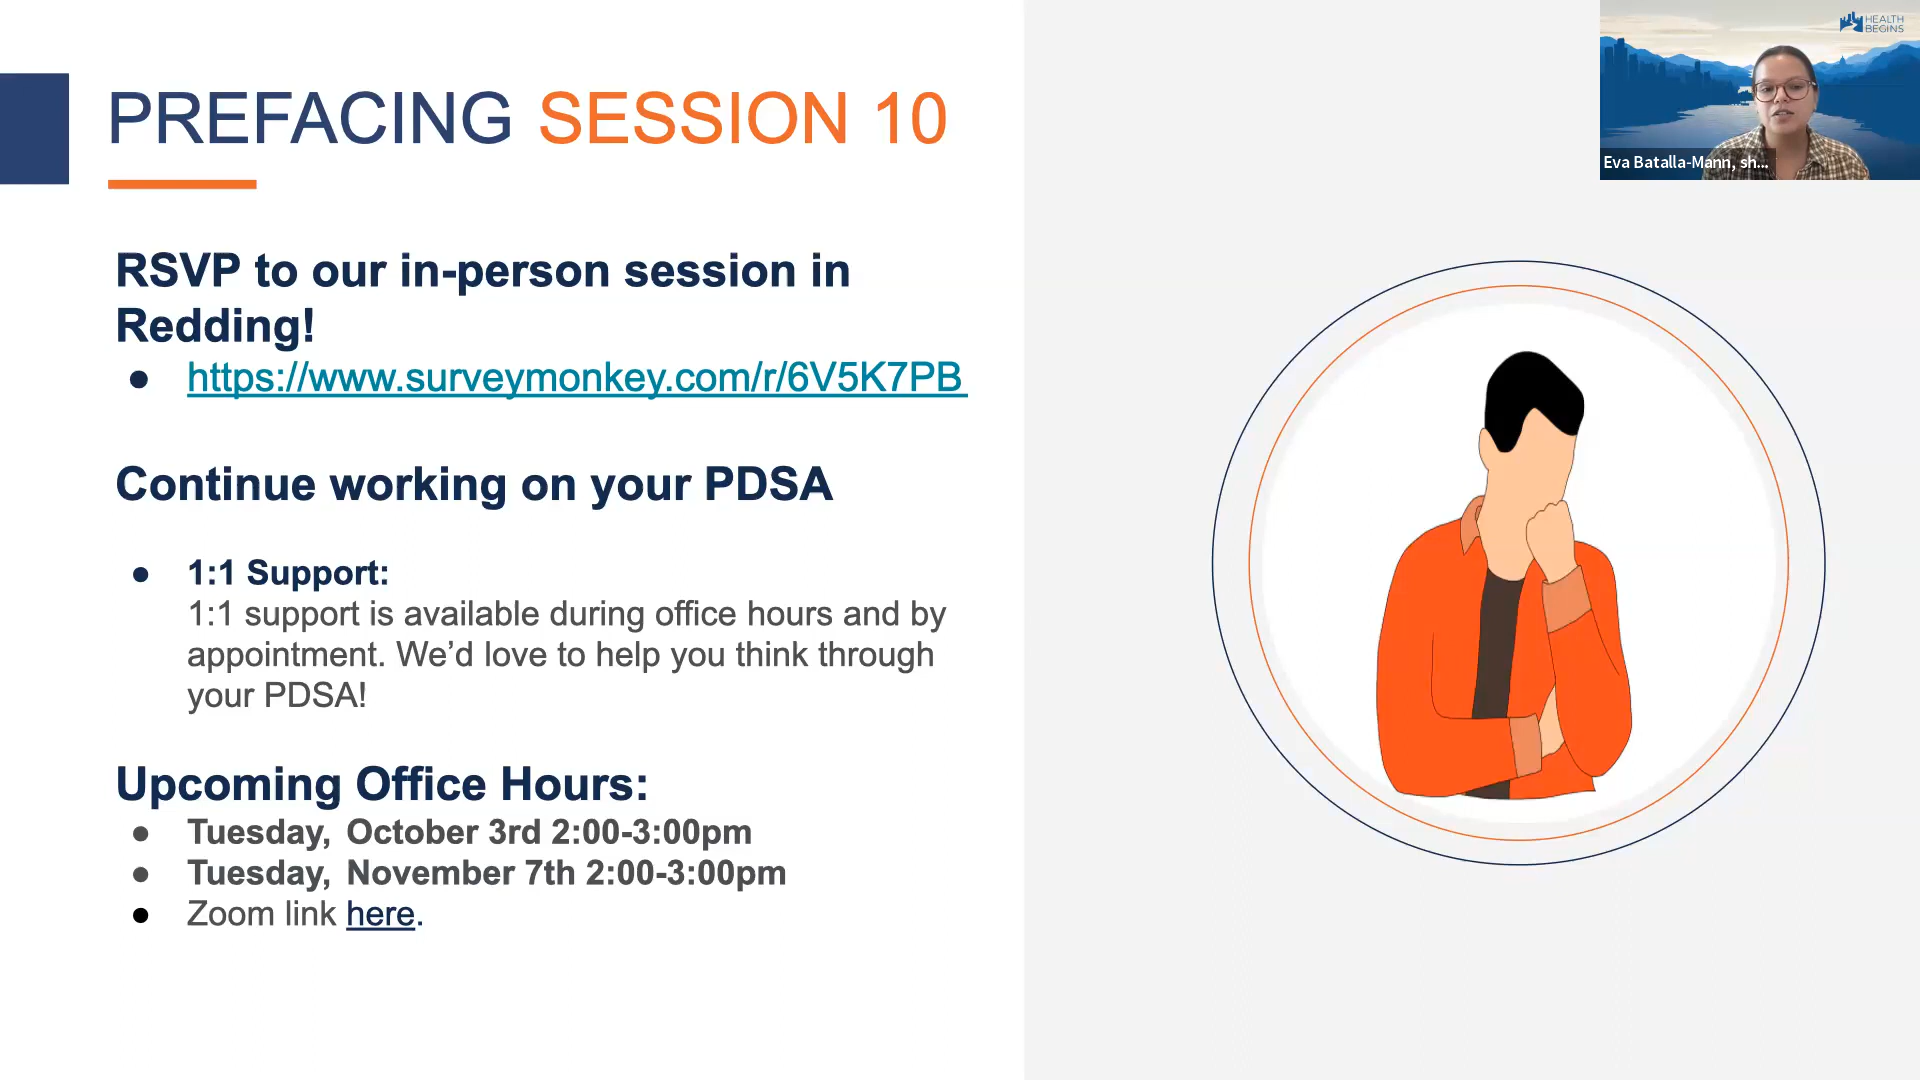 PREFACING SESSION 10
HEALTH
BEGINS
Eva Batalla-Mann, sh...
RSVP to our in-person session in
Redding!
● https://www.surveymonkey.com/r/6V5K7PB
Continue working on your PDSA
● 1:1 Support:
1:1 support is available during office hours and by
appointment. We’d love to help you think through
your PDSA!
Upcoming Office Hours:
● Tuesday, October 3rd 2:00-3:00pm
● Tuesday, November 7th 2:00-3:00pm
● Zoom link here.